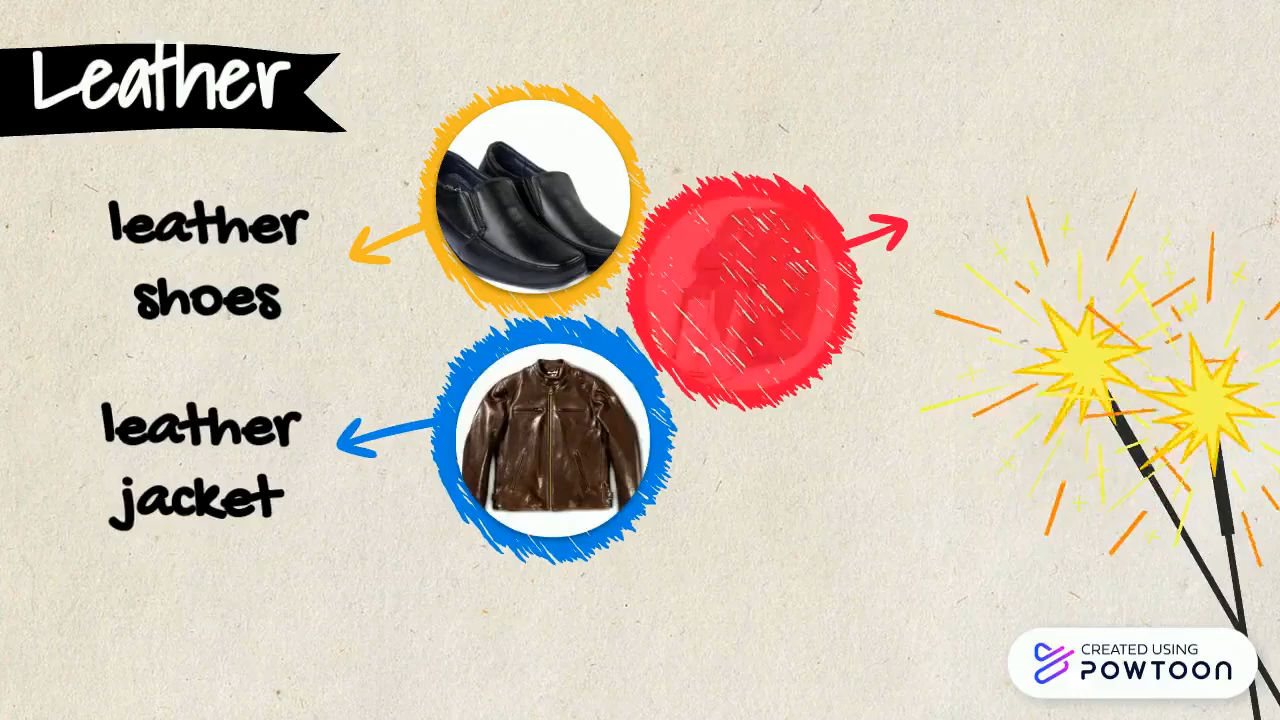 Leather
leather
shoes
leather
jacket
CREATED USING
POWTOON